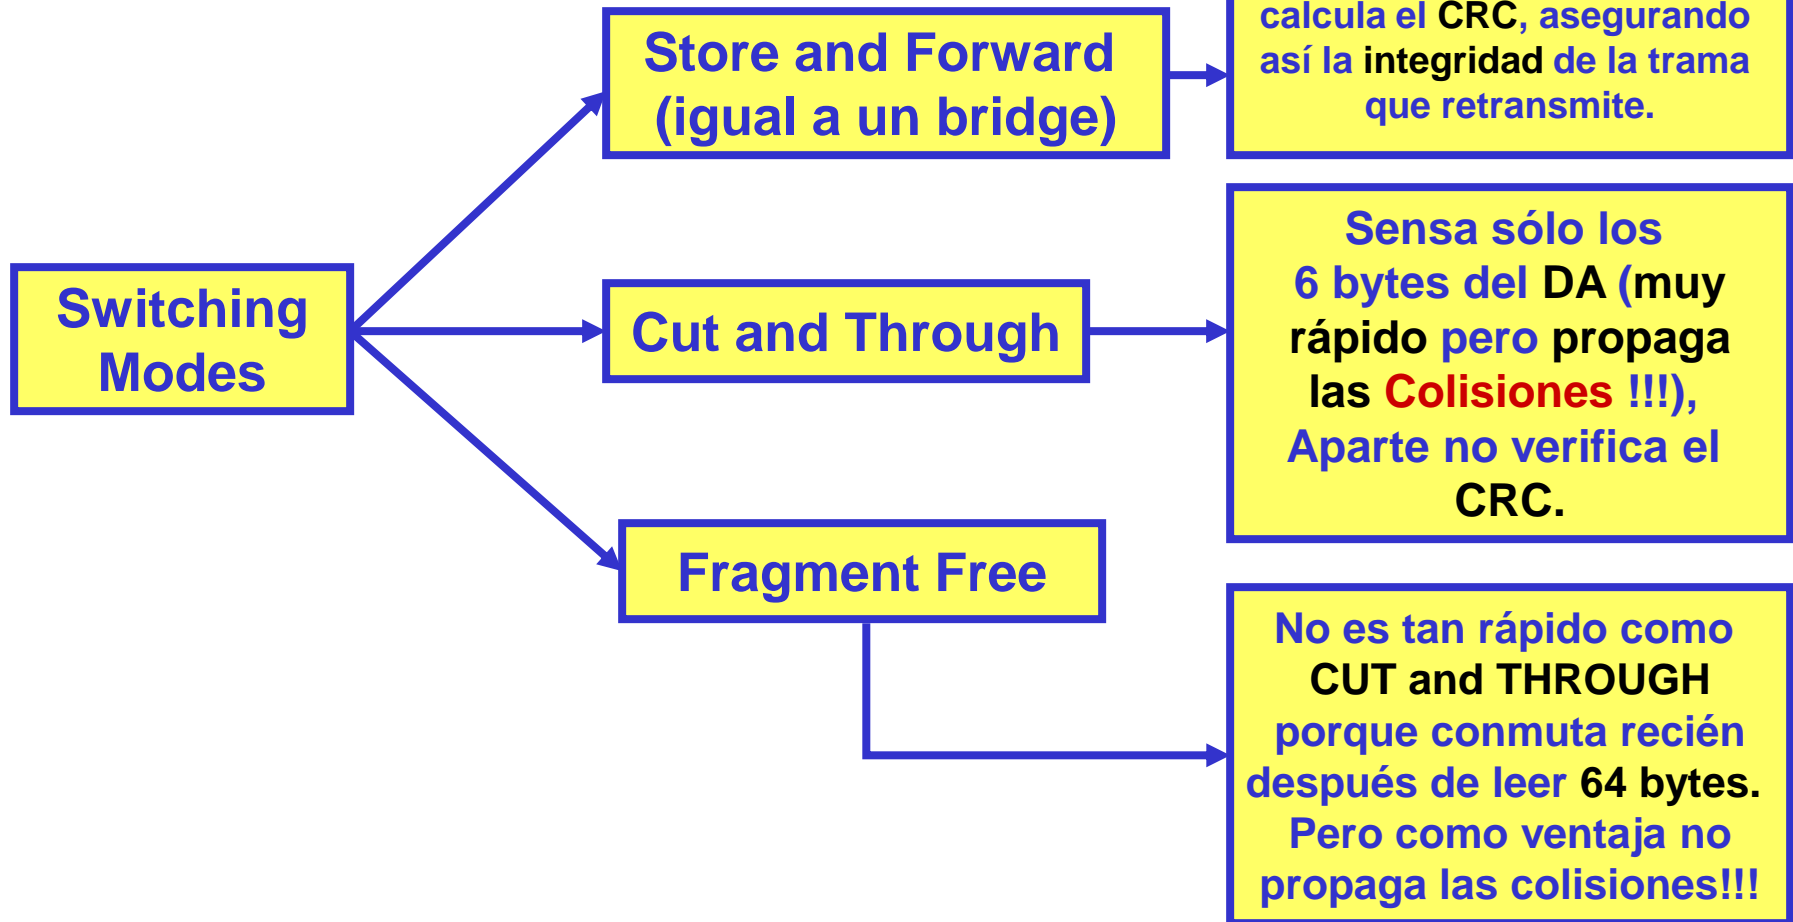 Store and Forward
(igual a un bridge)
calcula el CRC, asegurando
así la integridad de la trama
que retransmite.
Switching
Modes
Cut and Through
Sensa sólo los
6 bytes del DA (muy
rápido pero propaga
las Colisiones !!!),
Aparte no verifica el
CRC.
Fragment Free
No es tan rápido como
CUT and THROUGH
porque conmuta recién
después de leer 64 bytes.
Pero como ventaja no
propaga las colisiones!!!